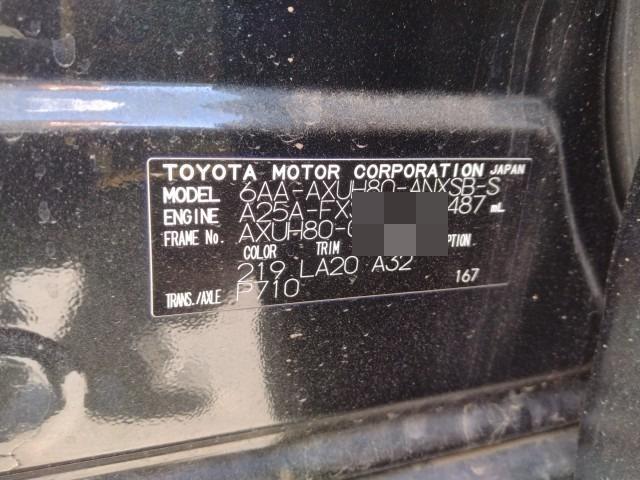 TOYOTA MOTOR CORPORATION JAPAN
MODEL 6AA-AXUH80-ANXSB-S
ENGINE A25A-FXS 487 mL
FRAME No. AXUH80-
COLOR TRIM
219 LA20 A32 167
TRANS./AXLE P710